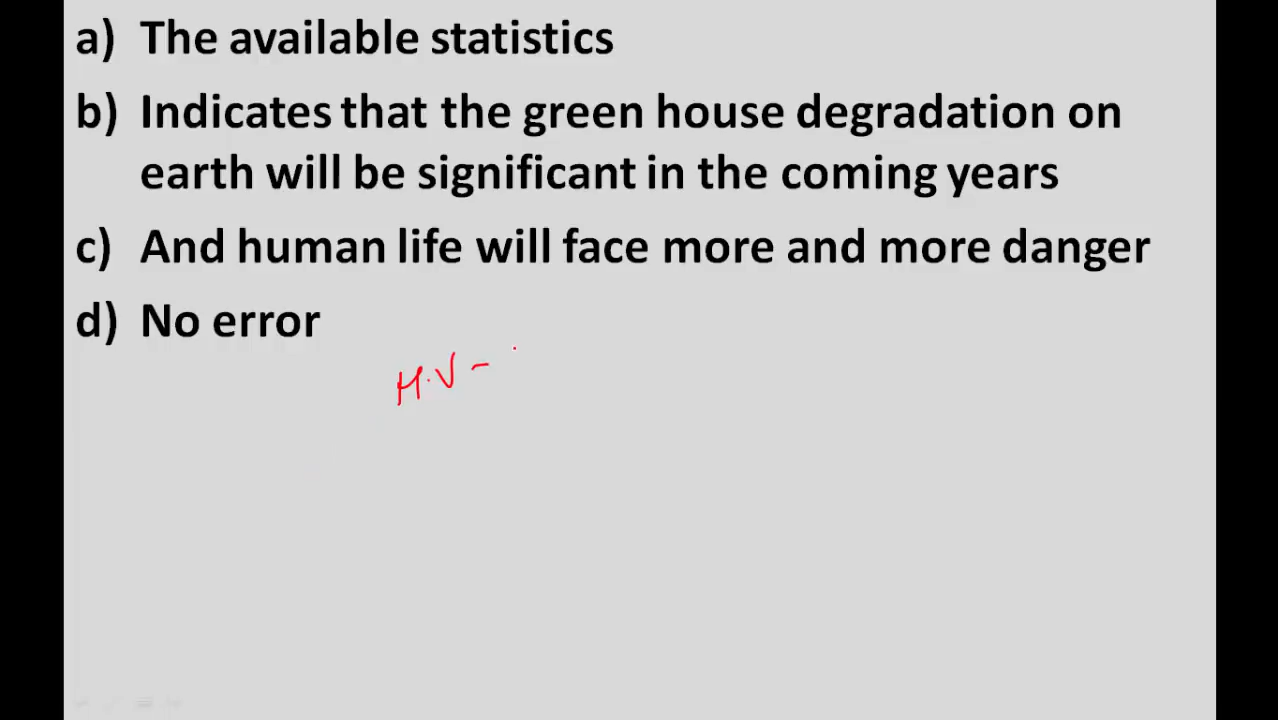 a) The available statistics
b) Indicates that the green house degradation on
earth will be significant in the coming years
c) And human life will face more and more danger
d) No error
H.V -